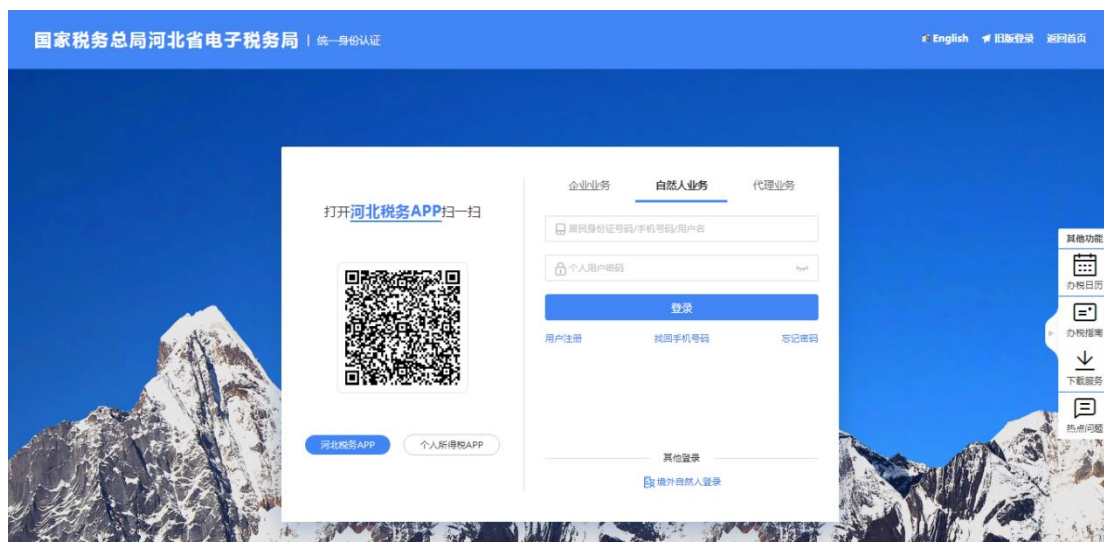 国家税务总局河北省电子税务局 | 统一身份认证
English 旧版登录 返回首页
打开河北税务APP扫一扫
河北税务APP 个人所得税APP
企业业务 自然人业务 代理业务
居民身份证号码/手机号码/用户名
个人用户密码
登录
用户注册 找回手机号码 忘记密码
其他登录
境外自然人登录
其他功能
办税日历
办税指南
下载服务
热点问题